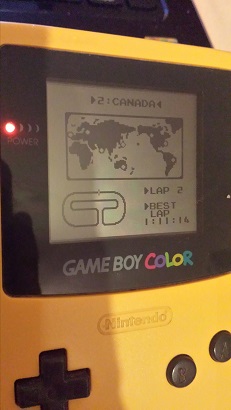 ▶2:CANADA◀
POWER
▶LAP 2
▶BEST
LAP
1:11:16
GAME BOY COLOR
Nintendo